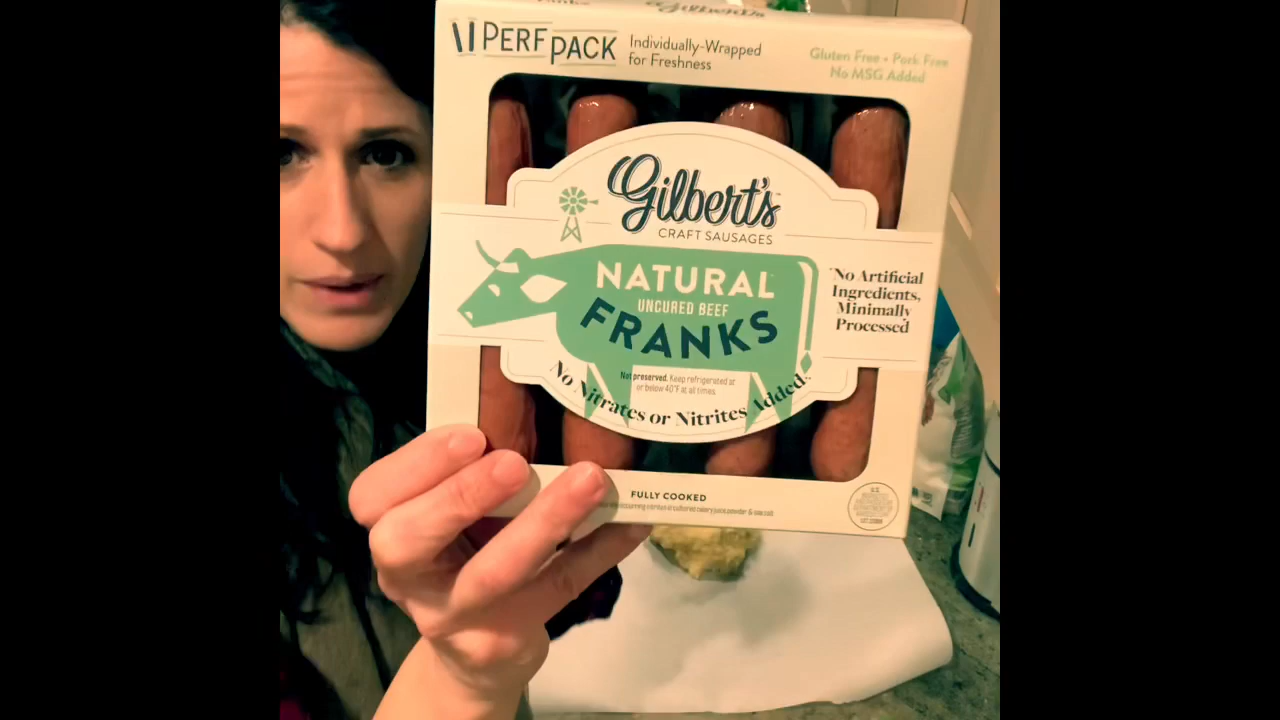 PERF PACK
Individually-Wrapped
for Freshness
Gluten Free • Pork Free
No MSG Added
Gilbert's
CRAFT SAUSAGES
NATURAL
UNCURED BEEF
FRANKS
*No Artificial
Ingredients,
Minimally
Processed
Not preserved. Keep refrigerated at
or below 40°F at all times.
No Nitrates or Nitrites Added
FULLY COOKED